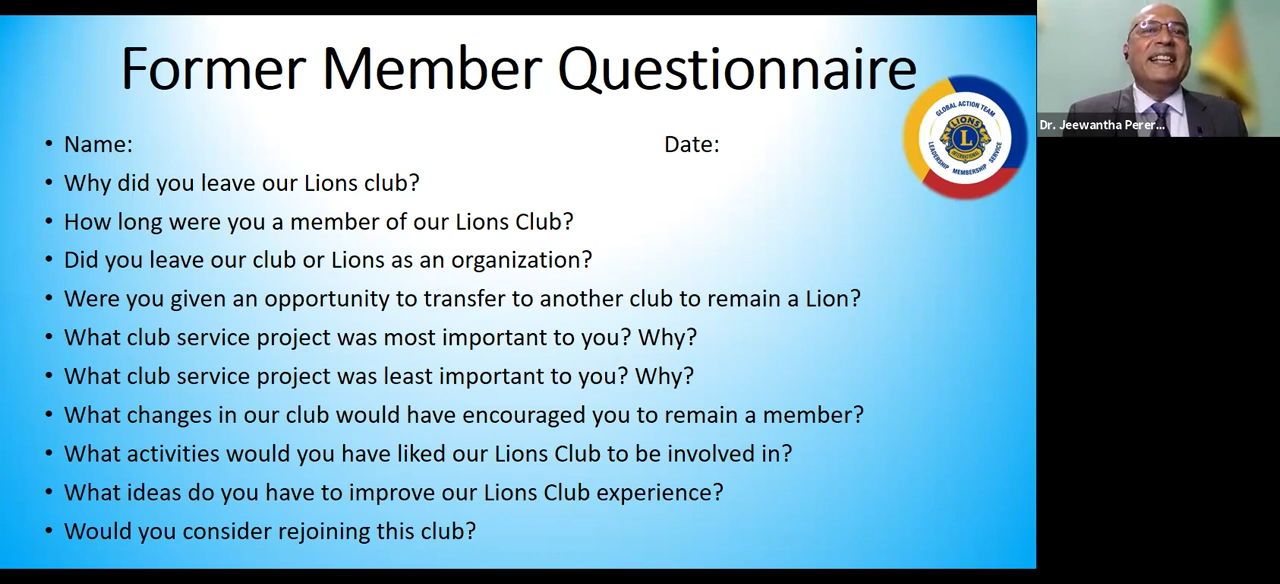 Former Member Questionnaire
• Name: Date:
• Why did you leave our Lions club?
• How long were you a member of our Lions Club?
• Did you leave our club or Lions as an organization?
• Were you given an opportunity to transfer to another club to remain a Lion?
• What club service project was most important to you? Why?
• What club service project was least important to you? Why?
• What changes in our club would have encouraged you to remain a member?
• What activities would you have liked our Lions Club to be involved in?
• What ideas do you have to improve our Lions Club experience?
• Would you consider rejoining this club?
GLOBAL ACTION TEAM
LIONS
L
INTERNATIONAL
LEADERSHIP MEMBERSHIP SERVICE
Dr. Jeewantha Perer...